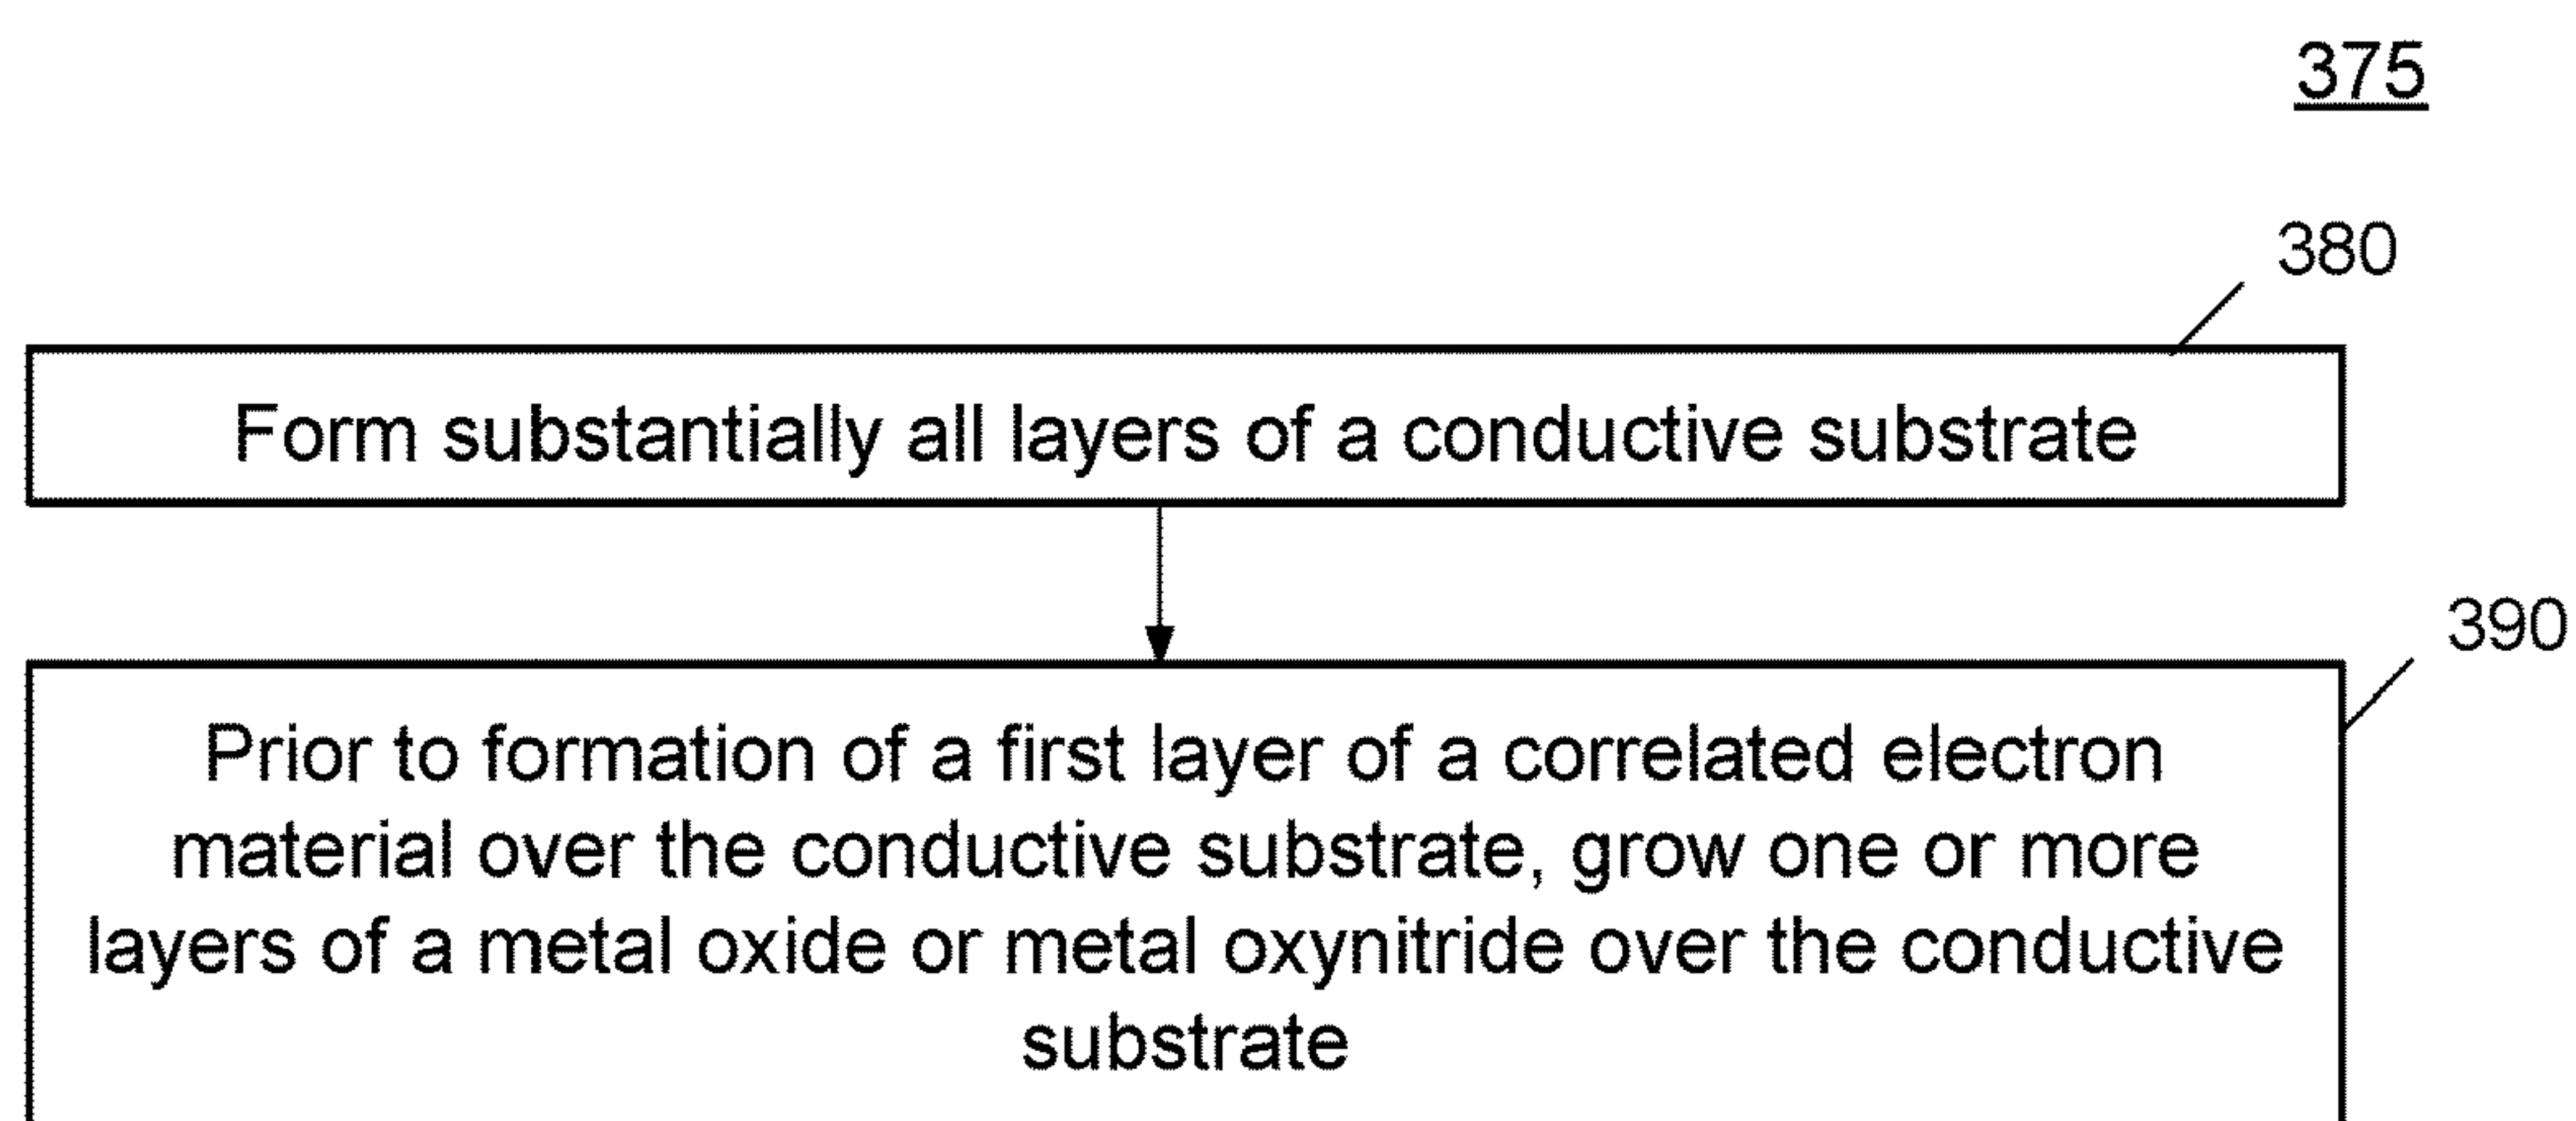 375
380
Form substantially all layers of a conductive substrate
390
Prior to formation of a first layer of a correlated electron
material over the conductive substrate, grow one or more
layers of a metal oxide or metal oxynitride over the conductive
substrate